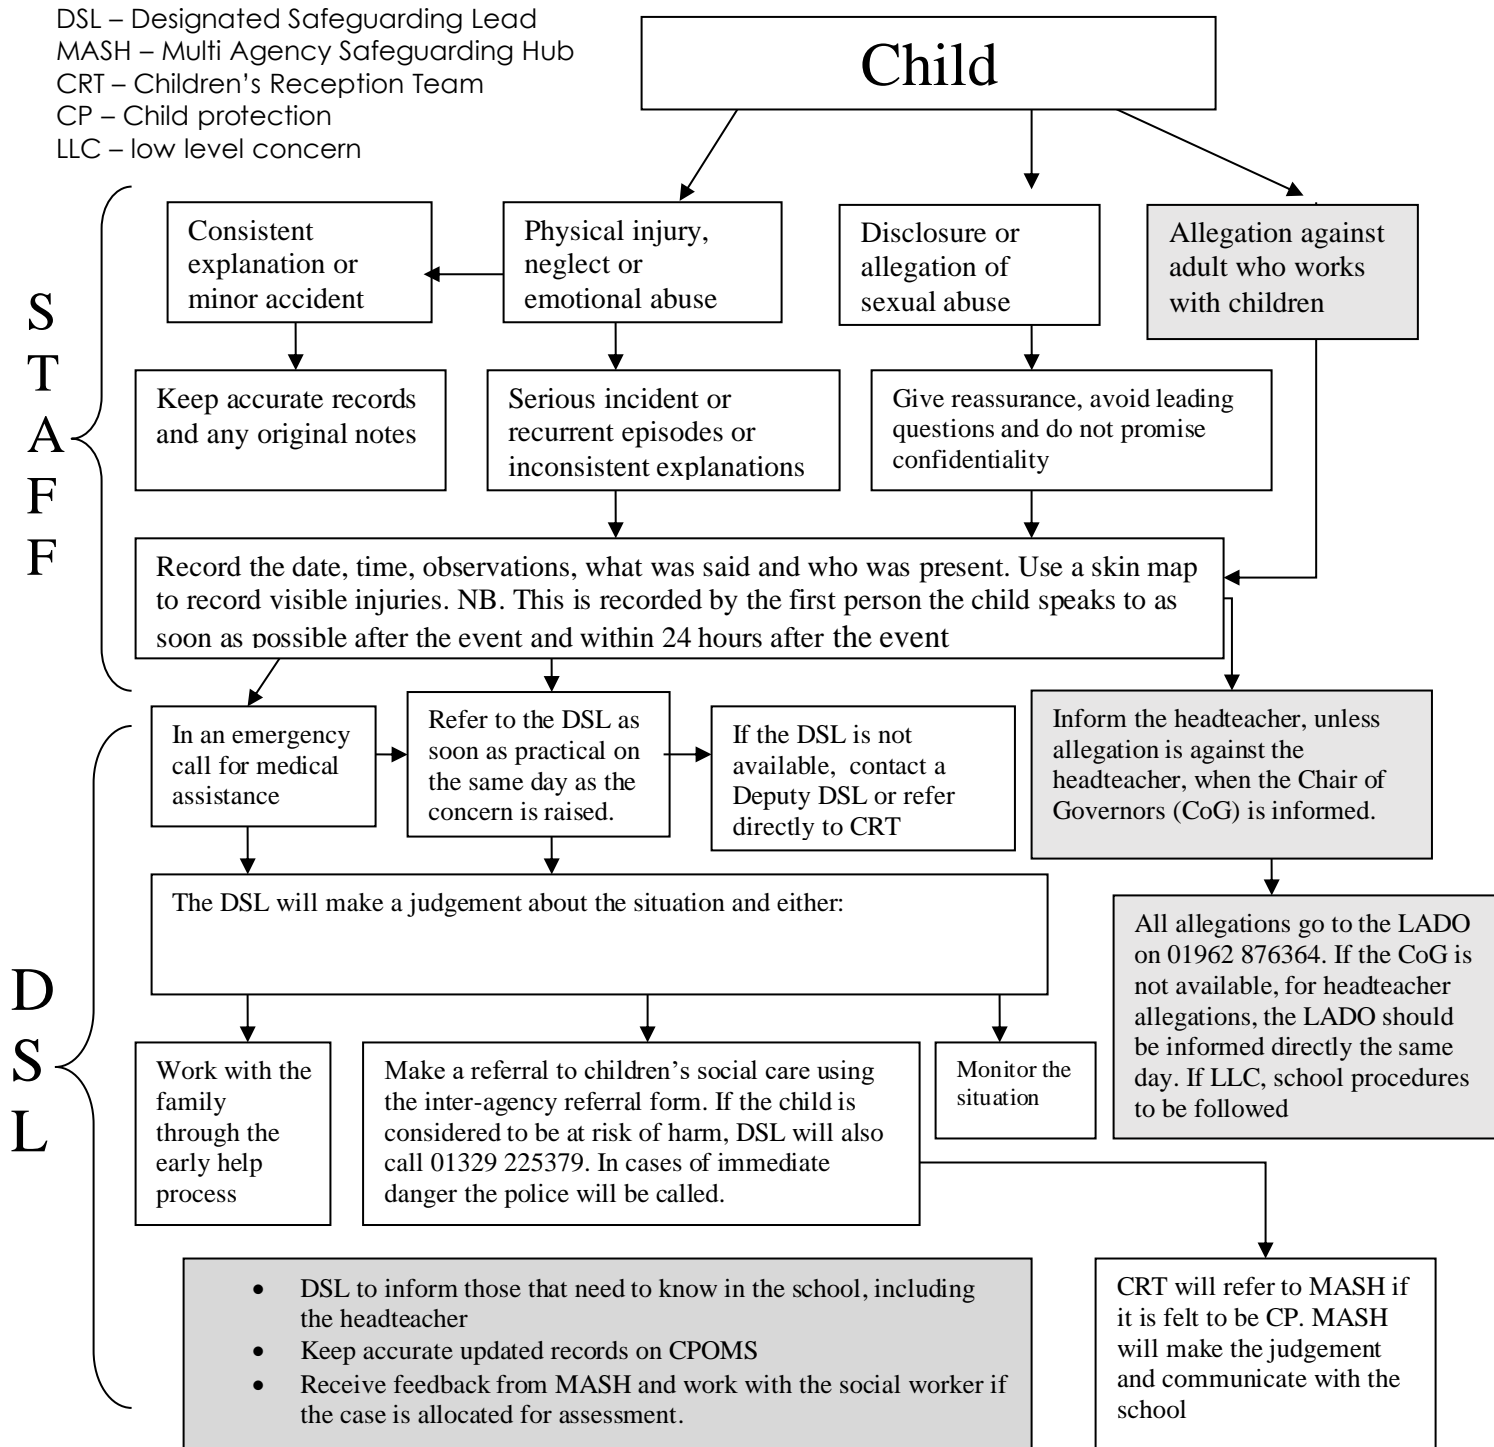 DSL – Designated Safeguarding Lead
MASH – Multi Agency Safeguarding Hub
CRT – Children’s Reception Team
CP – Child protection
LLC – low level concern
Child
S
T
A
F
F
Consistent
explanation or
minor accident
Physical injury,
neglect or
emotional abuse
Disclosure or
allegation of
sexual abuse
Allegation against
adult who works
with children
Keep accurate records
and any original notes
Serious incident or
recurrent episodes or
inconsistent explanations
Give reassurance, avoid leading
questions and do not promise
confidentiality
Record the date, time, observations, what was said and who was present. Use a skin map
to record visible injuries. NB. This is recorded by the first person the child speaks to as
soon as possible after the event and within 24 hours after the event
D
S
L
In an emergency
call for medical
assistance
Refer to the DSL as
soon as practical on
the same day as the
concern is raised.
If the DSL is not
available, contact a
Deputy DSL or refer
directly to CRT
Inform the headteacher, unless
allegation is against the
headteacher, when the Chair of
Governors (CoG) is informed.
The DSL will make a judgement about the situation and either:
All allegations go to the LADO
on 01962 876364. If the CoG is
not available, for headteacher
allegations, the LADO should
be informed directly the same
day. If LLC, school procedures
to be followed
Work with the
family
through the
early help
process
Make a referral to children’s social care using
the inter-agency referral form. If the child is
considered to be at risk of harm, DSL will also
call 01329 225379. In cases of immediate
danger the police will be called.
Monitor the
situation
• DSL to inform those that need to know in the school, including
the headteacher
• Keep accurate updated records on CPOMS
• Receive feedback from MASH and work with the social worker if
the case is allocated for assessment.
CRT will refer to MASH if
it is felt to be CP. MASH
will make the judgement
and communicate with the
school